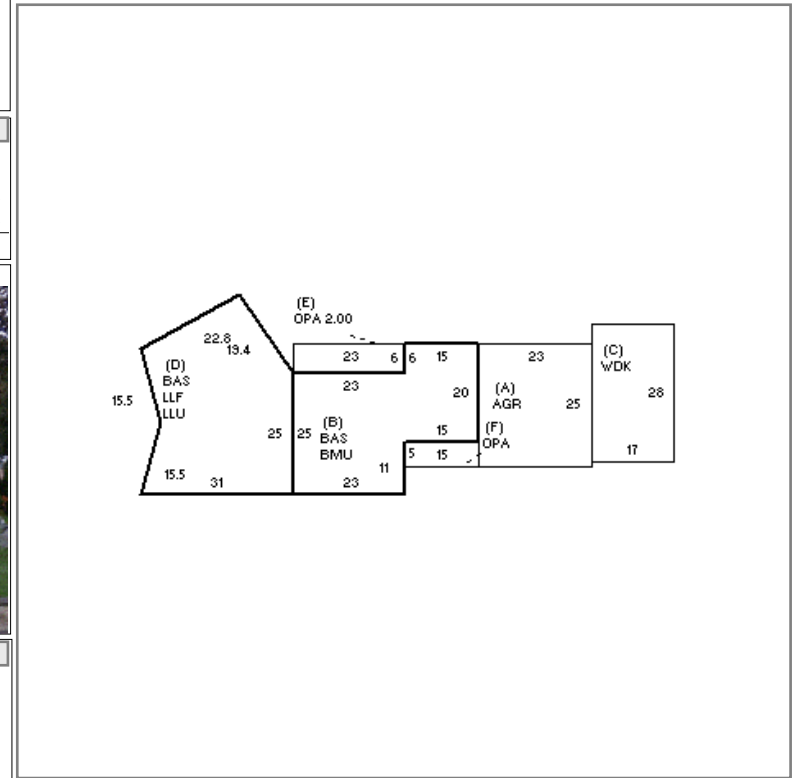 (E)
OPA 2.00
22.8
19.4
23
6
6
15
23
(C)
WDK
(D)
BAS
LLF
LLU
15.5
23
20
(A)
AGR
25
28
25
25
(B)
BAS
BMU
15
(F)
OPA
5
15
17
11
15.5
31
23